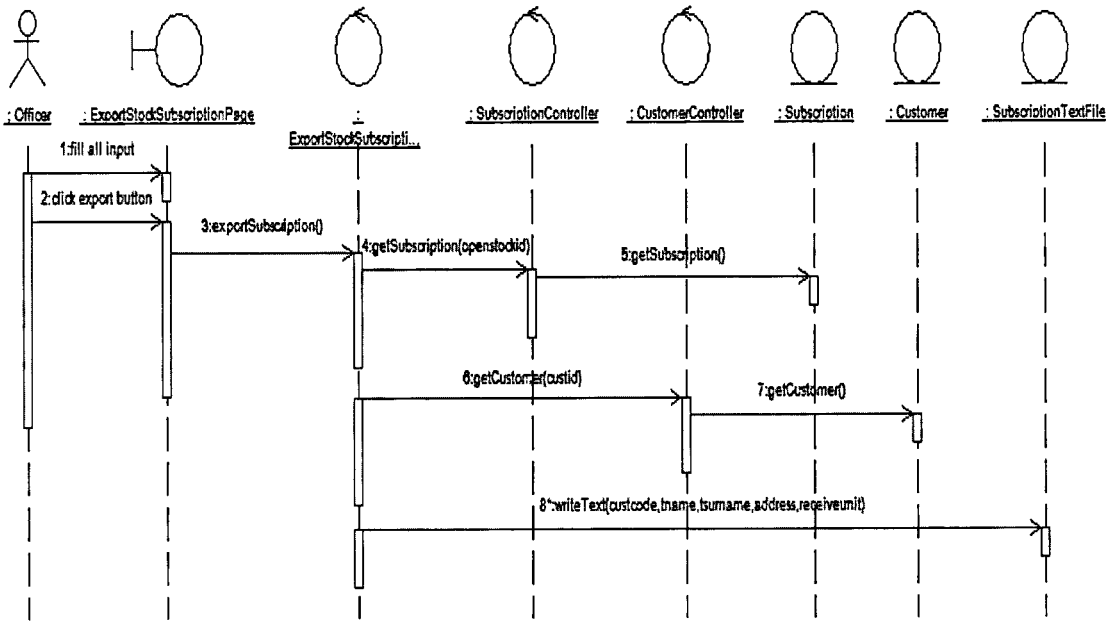 : Officer
: ExportStockSubscriptionPage
:
ExportStockSubscripti...
: SubscriptionController
: CustomerController
: Subscription
: Customer
: SubscriptionTextFile
1:fill all input
2:click export button
3:exportSubscription()
4:getSubscription(openstockid)
5:getSubscription()
6:getCustomer(custid)
7:getCustomer()
8*:writeText(custcode,tname,tsurname,address,receiveunit)